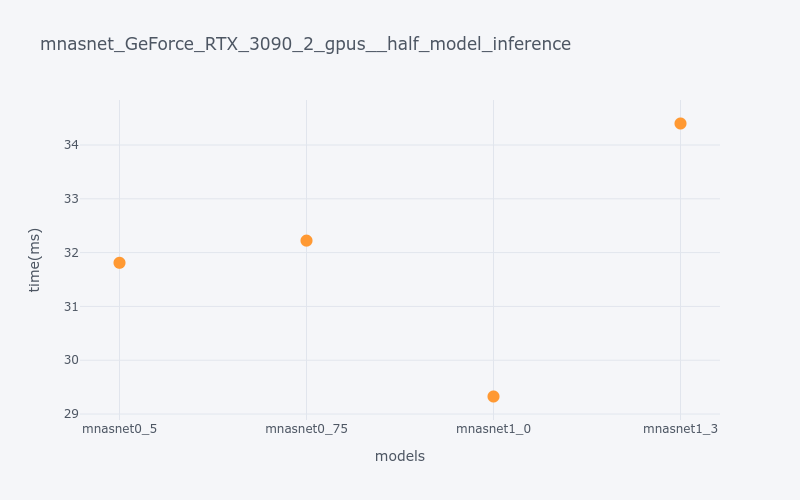 mnasnet_GeForce_RTX_3090_2_gpus__half_model_inference
34
33
32
31
30
29
time(ms)
mnasnet0_5
mnasnet0_75
mnasnet1_0
mnasnet1_3
models